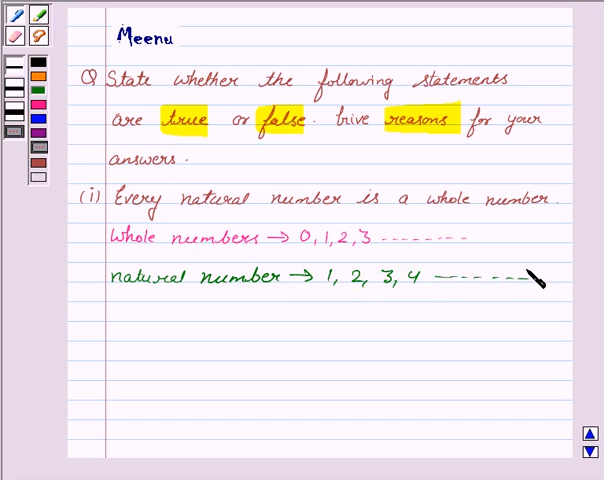 Meenu
Q State whether the following statements
are true or false. Give reasons for your
answers.
(i) Every natural number is a whole number.
Whole numbers → 0, 1, 2, 3 --------
natural number → 1, 2, 3, 4 --------